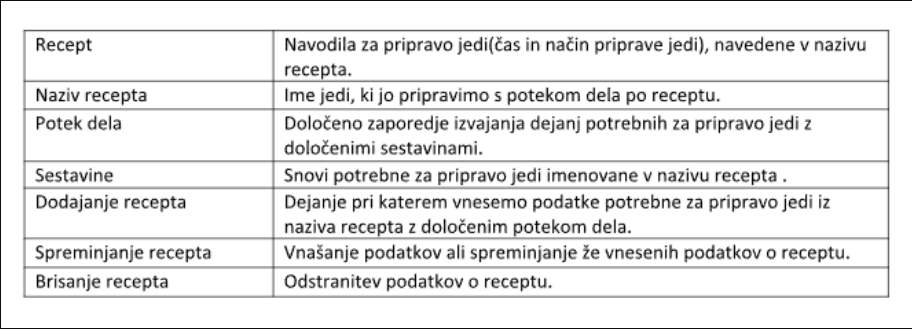 Recept Navodila za pripravo jedi(čas in način priprave jedi), navedene v nazivu
recepta.
Naziv recepta Ime jedi, ki jo pripravimo s potekom dela po receptu.
Potek dela Določeno zaporedje izvajanja dejanj potrebnih za pripravo jedi z
določenimi sestavinami.
Sestavine Snovi potrebne za pripravo jedi imenovane v nazivu recepta .
Dodajanje recepta Dejanje pri katerem vnesemo podatke potrebne za pripravo jedi iz
naziva recepta z določenim potekom dela.
Spreminjanje recepta Vnašanje podatkov ali spreminjanje že vnesenih podatkov o receptu.
Brisanje recepta Odstranitev podatkov o receptu.